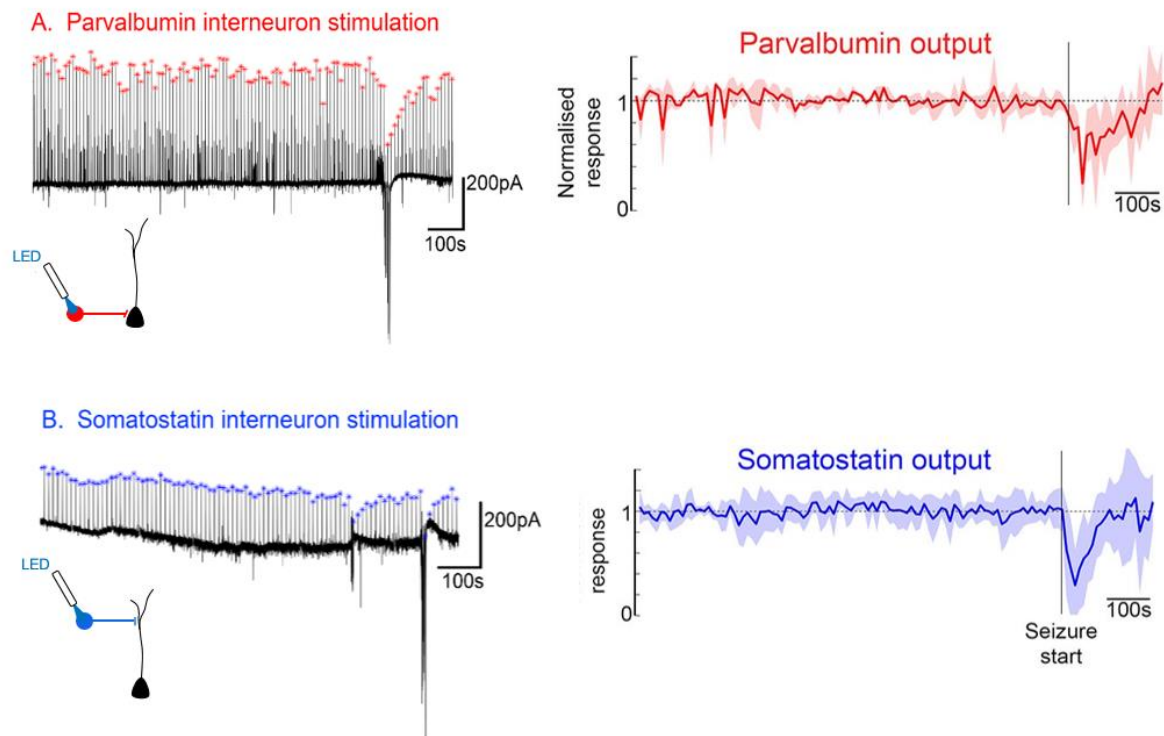 A. Parvalbumin interneuron stimulation
200pA
100s
LED
Parvalbumin output
Normalised
response
1
0
100s
B. Somatostatin interneuron stimulation
200pA
100s
LED
Somatostatin output
response
1
0
100s
Seizure
start